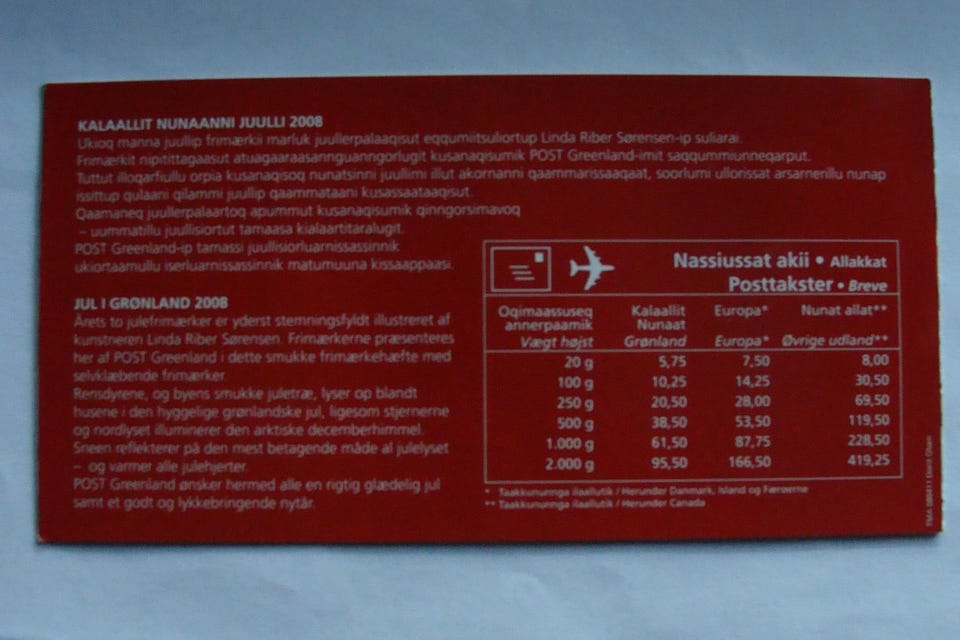 KALAALLIT NUNAANNI JUULLI 2008
Ukioq manna juullip frimærkii marluk juullerpalaaqisut eqqumiitsuliortup Linda Riber Sørensen-ip suliarai.
Frimærkit nipitittagaasut atuagaaraasannguanngorlugit kusanaqisumik POST Greenland-imit saqqummiunneqarput.
Tuttut illoqarfiullu orpia kusanaqisoq nunatsinni juullimi illut akornanni qaammarissaaqaat, soorlumi ullorissat arsarnerillu nunap
issittup qulaani qilammi juullip qaammataani kusassaataaqisut.
Qaamaneq juullerpalaartoq apummut kusanaqisumik qinngorsimavoq
– uummatillu juullisiortut tamaasa kialaartitaralugit.
POST Greenland-ip tamassi juullisiorluarnissassinnik
ukiortaamullu iserluarnissassinnik matumuuna kissaappaasi.
JUL I GRØNLAND 2008
Årets to julefrimærker er yderst stemningsfyldt illustreret af
kunstneren Linda Riber Sørensen. Frimærkerne præsenteres
her af POST Greenland i dette smukke frimærkehæfte med
selvklæbende frimærker.
Rensdyrene, og byens smukke juletræ, lyser op blandt
husene i den hyggelige grønlandske jul, ligesom stjernerne
og nordlyset illuminerer den arktiske decemberhimmel.
Sneen reflekterer på den mest betagende måde al julelyset
– og varmer alle julehjerter.
POST Greenland ønsker hermed alle en rigtig glædelig jul
samt et godt og lykkebringende nytår.
Nassiussat akii • Allakkat
Posttakster • Breve
Oqimaassuseq Kalaallit Europa* Nunat allat**
annerpaamik Nunaat
Vægt højst Grønland Europa* Øvrige udland**
20 g 5,75 7,50 8,00
100 g 10,25 14,25 30,50
250 g 20,50 28,00 69,50
500 g 38,50 53,50 119,50
1.000 g 61,50 87,75 228,50
2.000 g 95,50 166,50 419,25
* Taakkununnga ilaallutik / Herunder Danmark, Island og Færøerne
** Taakkununnga ilaallutik / Herunder Canada